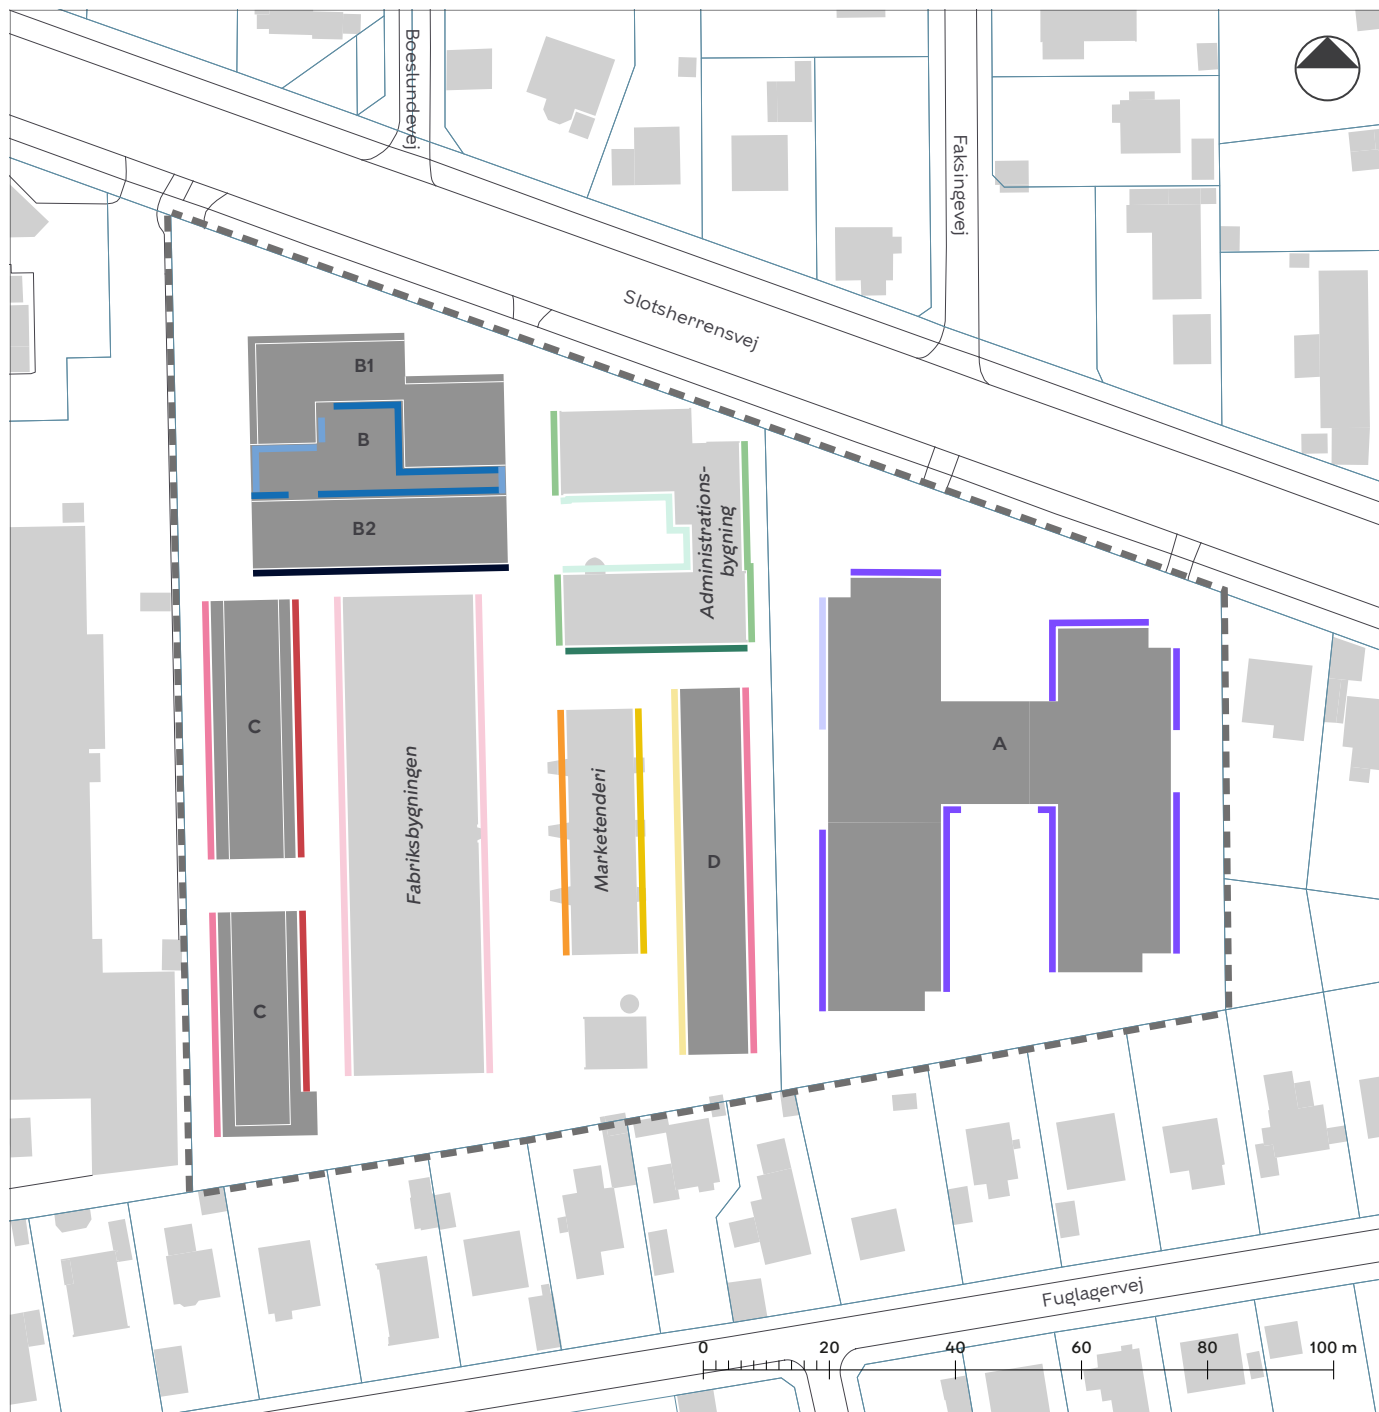 Boeslundevej
Faksingevej
Slotsherrensvej
B1
B
B2
Administrations-
bygning
A
C
Fabriksbygningen
Marketenderi
D
C
Fuglagervej
0 20 40 60 80 100 m